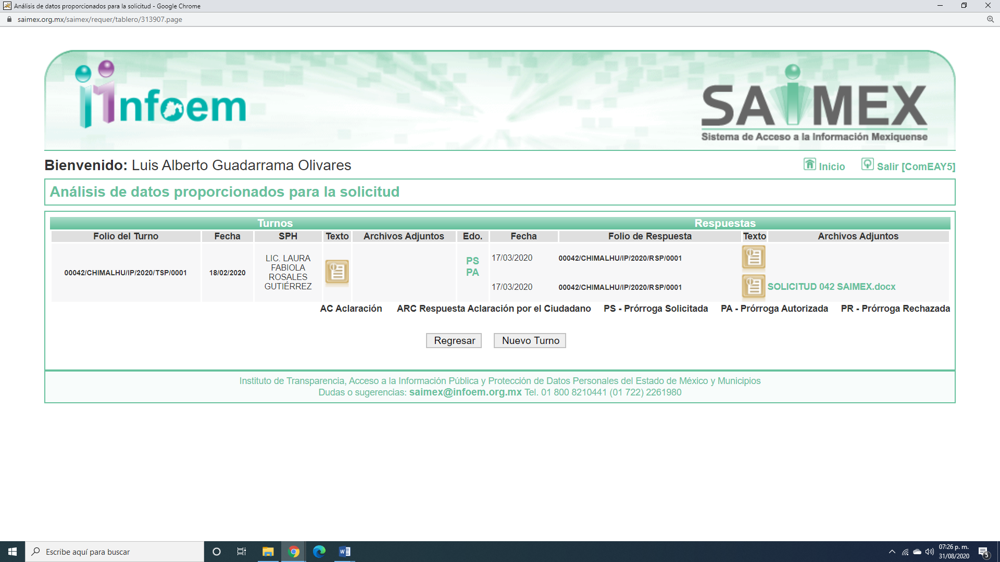 Análisis de datos proporcionados para la solicitud - Google Chrome
saimex.org.mx/saimex/requer/tablero/313907.page
infoem
SAIMEX
Sistema de Acceso a la Información Mexiquense
Bienvenido: Luis Alberto Guadarrama Olivares
Inicio Salir [ComEAY5]
Análisis de datos proporcionados para la solicitud
Turnos Respuestas
Folio del Turno Fecha SPH Texto Archivos Adjuntos Edo. Fecha Folio de Respuesta Texto Archivos Adjuntos
00042/CHIMALHU/IP/2020/TSP/0001 18/02/2020
LIC. LAURA
FABIOLA
ROSALES
GUTIÉRREZ
PS
PA
17/03/2020 00042/CHIMALHU/IP/2020/RSP/0001
17/03/2020 00042/CHIMALHU/IP/2020/RSP/0001 SOLICITUD 042 SAIMEX.docx
AC Aclaración ARC Respuesta Aclaración por el Ciudadano PS - Prórroga Solicitada PA - Prórroga Autorizada PR - Prórroga Rechazada
Regresar Nuevo Turno
Instituto de Transparencia, Acceso a la Información Pública y Protección de Datos Personales del Estado de México y Municipios
Dudas o sugerencias: saimex@infoem.org.mx Tel. 01 800 8210441 (01 722) 2261980
Escribe aquí para buscar
07:26 p. m.
31/08/2020
5